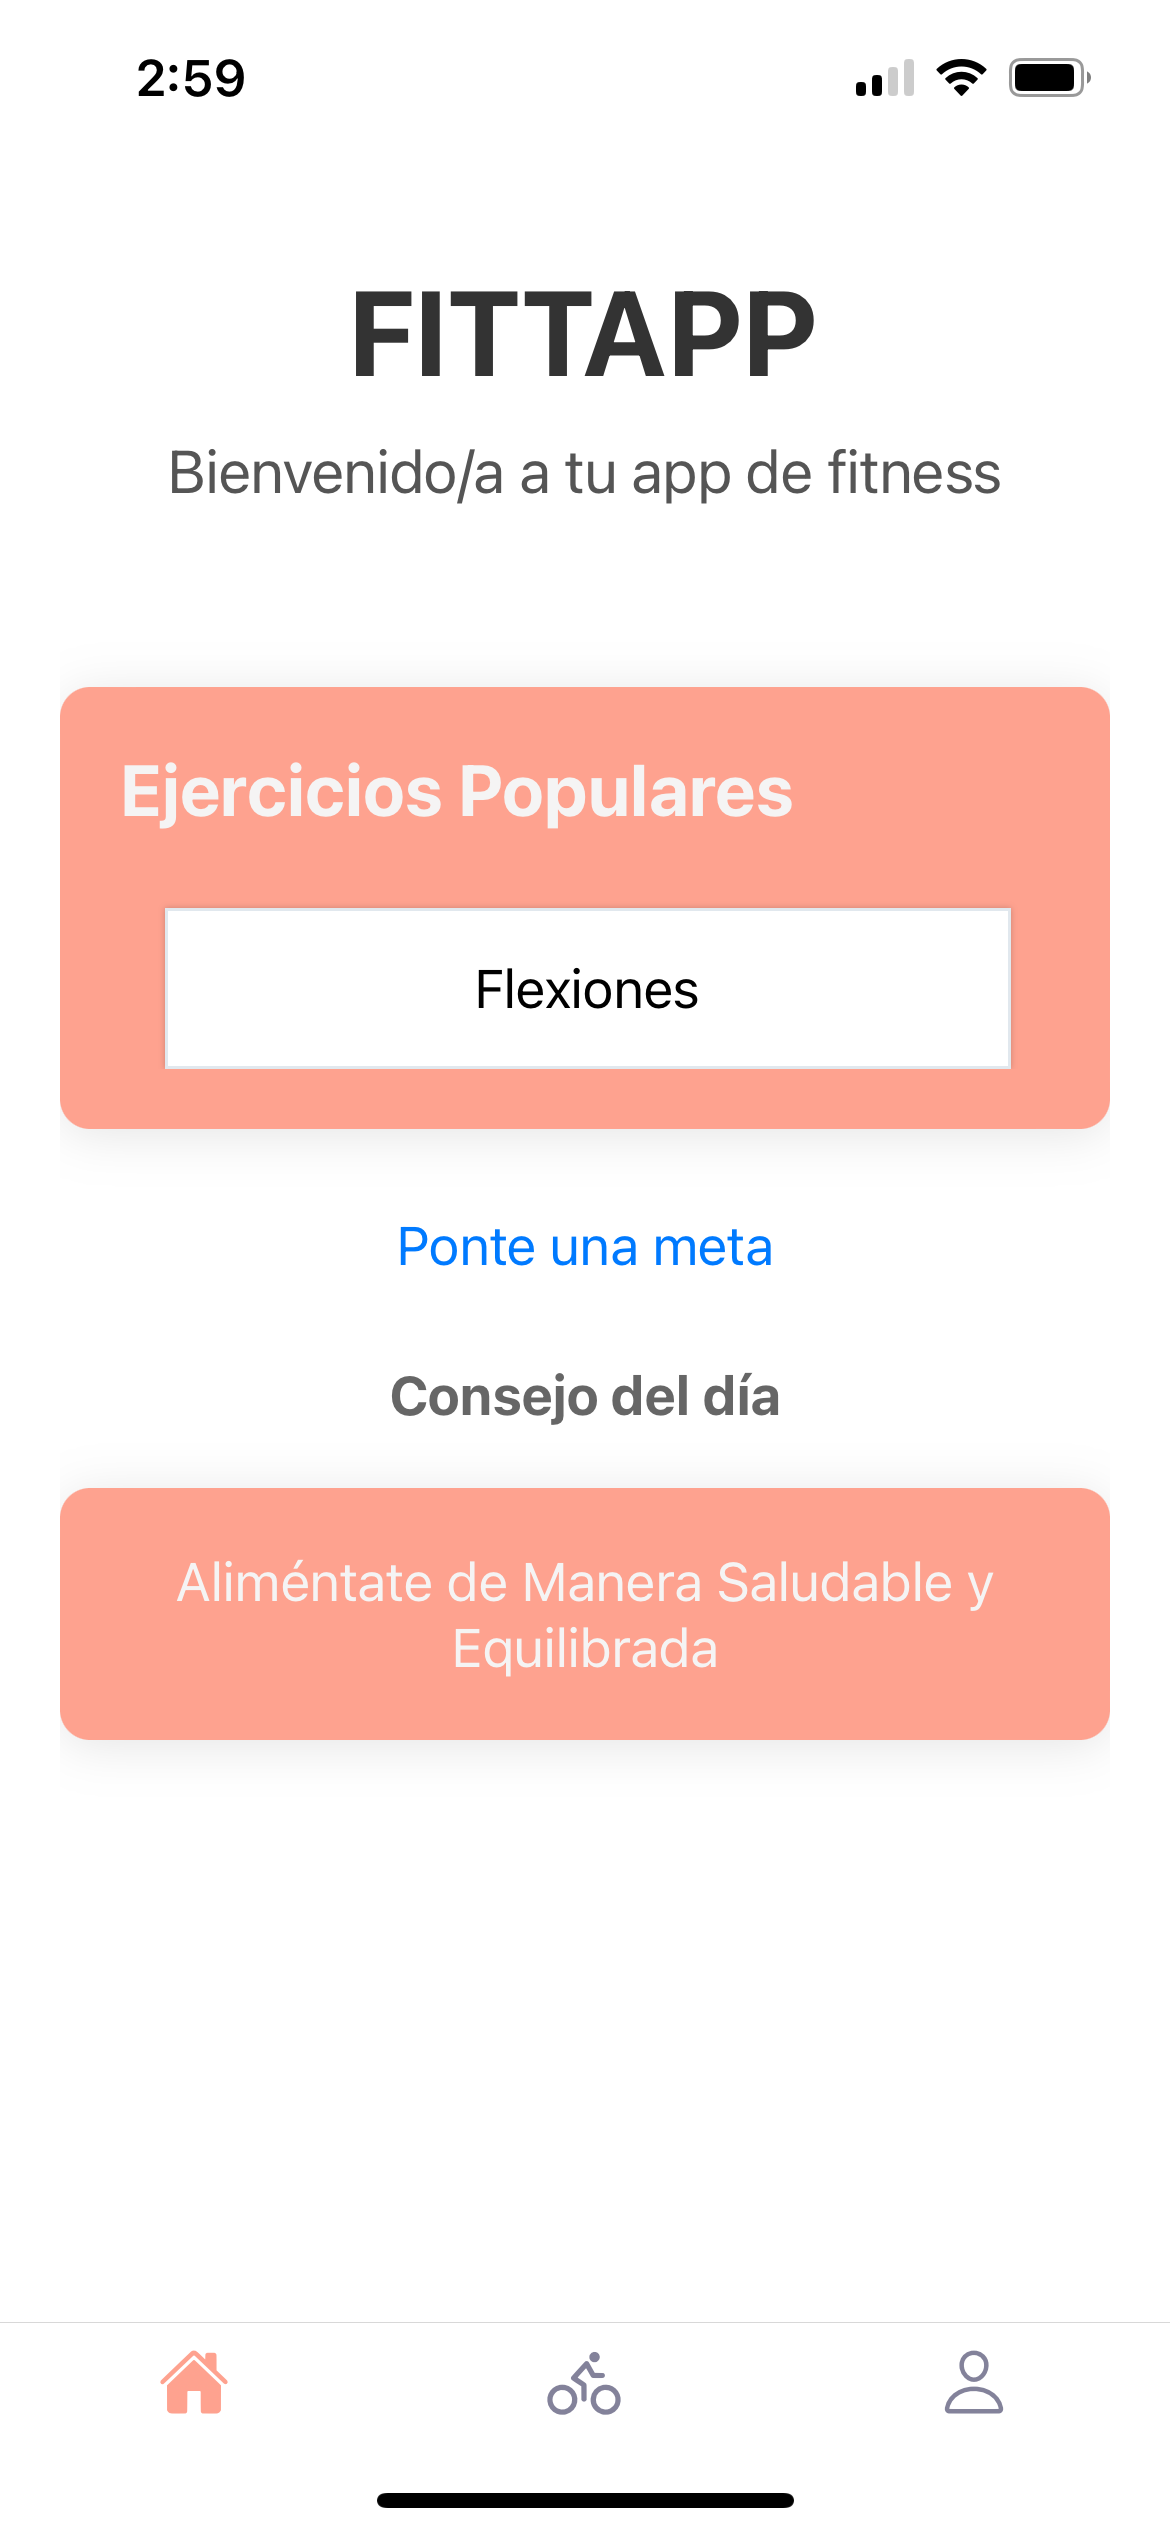 2:59
FITTAPP
Bienvenido/a a tu app de fitness
Ejercicios Populares
Flexiones
Ponte una meta
Consejo del día
Aliméntate de Manera Saludable y
Equilibrada